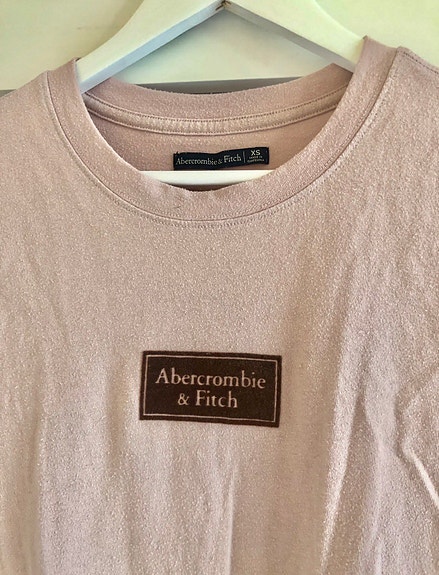 Abercrombie & Fitch
XS
Abercrombie
& Fitch